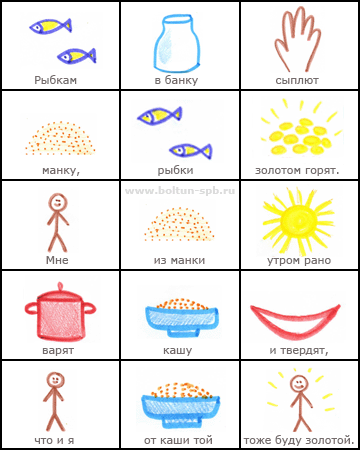 Рыбкам в банку сыплют
манку, рыбки золотом горят.
www.boltun-spb.ru
Мне из манки утром рано
варят кашу и твердят,
что и я от каши той тоже буду золотой.